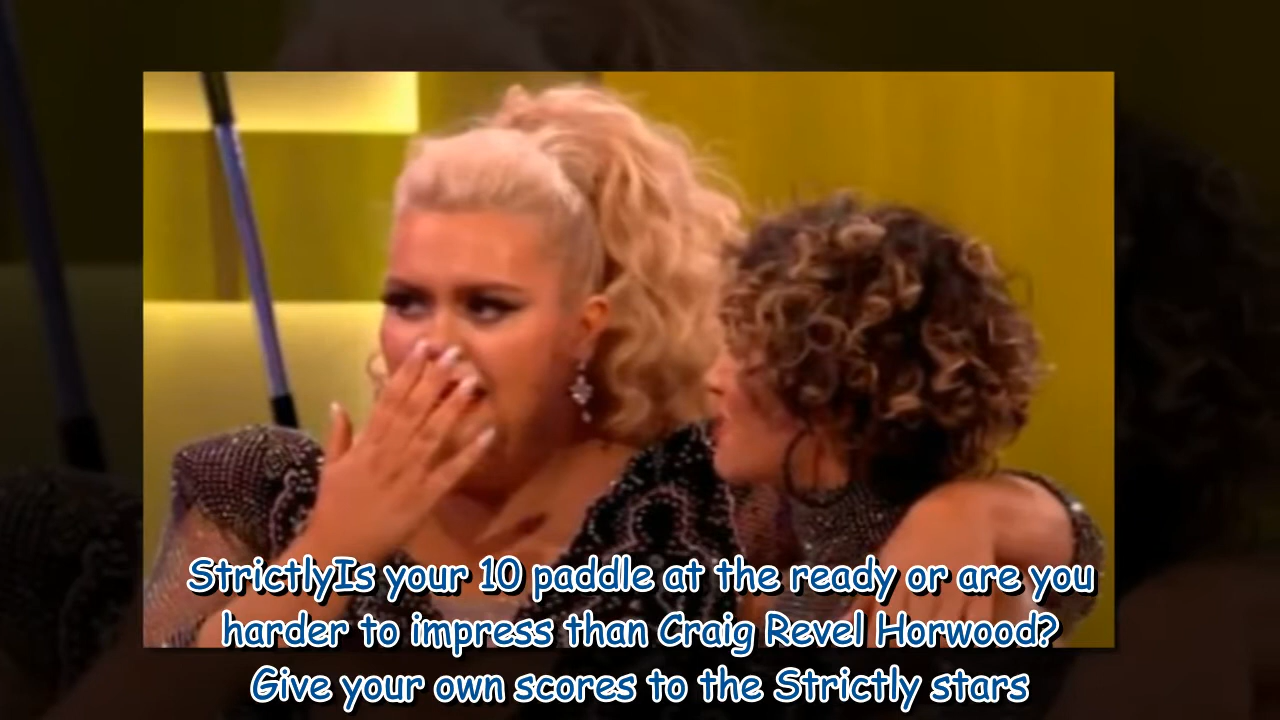 StrictlyIs your 10 paddle at the ready or are you
harder to impress than Craig Revel Horwood?
Give your own scores to the Strictly stars